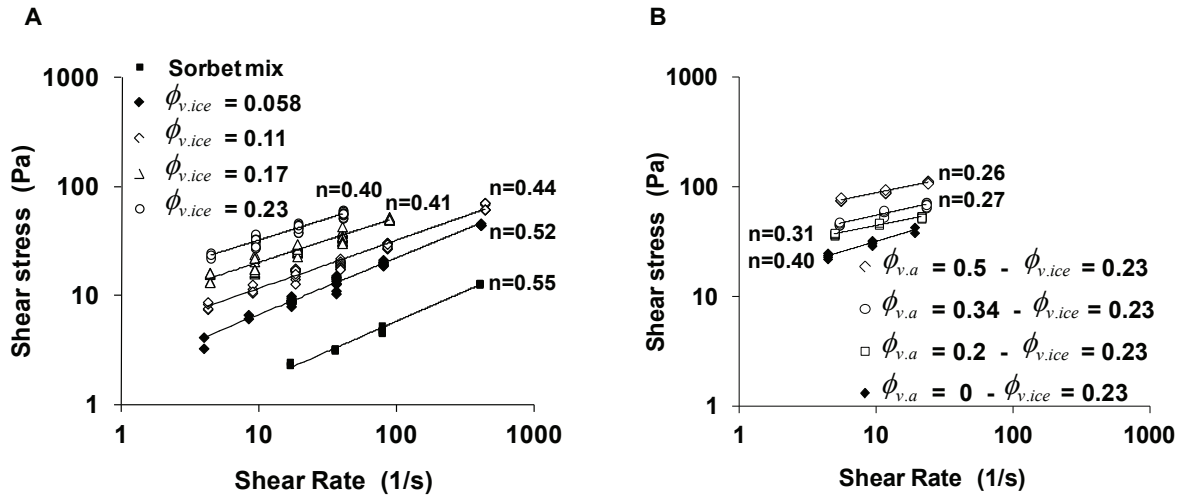 A
Shear stress (Pa)
1000
100
10
1
Sorbet mix
ϕv.ice = 0.058
ϕv.ice = 0.11
ϕv.ice = 0.17
ϕv.ice = 0.23
n=0.40
n=0.41
n=0.44
n=0.52
n=0.55
1 10 100 1000
Shear Rate (1/s)
B
Shear stress (Pa)
1000
100
10
1
n=0.26
n=0.27
n=0.31
n=0.40
ϕv.a = 0.5 - ϕv.ice = 0.23
ϕv.a = 0.34 - ϕv.ice = 0.23
ϕv.a = 0.2 - ϕv.ice = 0.23
ϕv.a = 0 - ϕv.ice = 0.23
1 10 100 1000
Shear Rate (1/s)